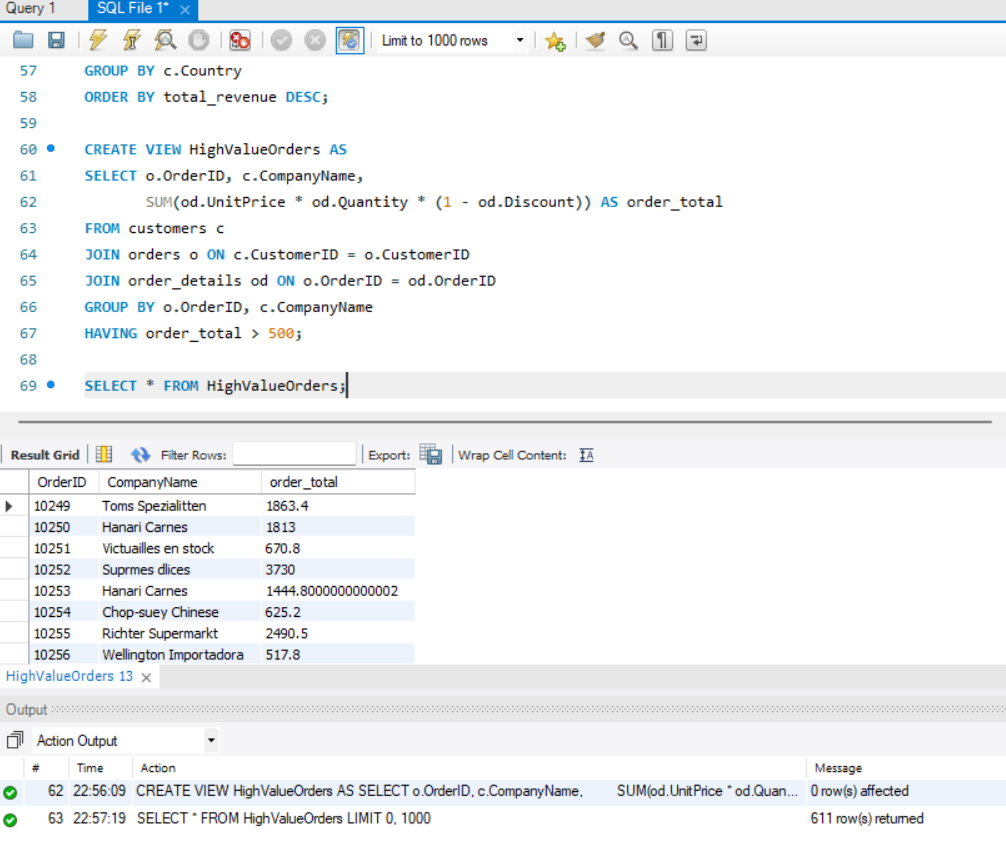 Query 1 SQL File 1* ×
Limit to 1000 rows
57 GROUP BY c.Country
58 ORDER BY total_revenue DESC;
59
60 CREATE VIEW HighValueOrders AS
61 SELECT o.OrderID, c.CompanyName,
62 SUM(od.UnitPrice * od.Quantity * (1 - od.Discount)) AS order_total
63 FROM customers c
64 JOIN orders o ON c.CustomerID = o.CustomerID
65 JOIN order_details od ON o.OrderID = od.OrderID
66 GROUP BY o.OrderID, c.CompanyName
67 HAVING order_total > 500;
68
69 SELECT * FROM HighValueOrders;
Result Grid Filter Rows: Export: Wrap Cell Content: IA
OrderID CompanyName order_total
10249 Toms Spezialitten 1863.4
10250 Hanari Carnes 1813
10251 Victuailles en stock 670.8
10252 Suprmes dlices 3730
10253 Hanari Carnes 1444.8000000000002
10254 Chop-suey Chinese 625.2
10255 Richter Supermarkt 2490.5
10256 Wellington Importadora 517.8
HighValueOrders 13 ×
Output
Action Output
# Time Action Message
62 22:56:09 CREATE VIEW HighValueOrders AS SELECT o.OrderID, c.CompanyName, SUM(od.UnitPrice * od.Quan... 0 row(s) affected
63 22:57:19 SELECT * FROM HighValueOrders LIMIT 0, 1000 611 row(s) returned